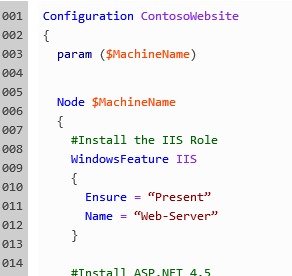 001 Configuration ContosoWebsite
002 {
003 param ($MachineName)
004
005
006 Node $MachineName
007 {
008 #Install the IIS Role
009 WindowsFeature IIS
010 {
011 Ensure = “Present”
012 Name = “Web-Server”
013 }
014
#Install ASP.NET 4.5